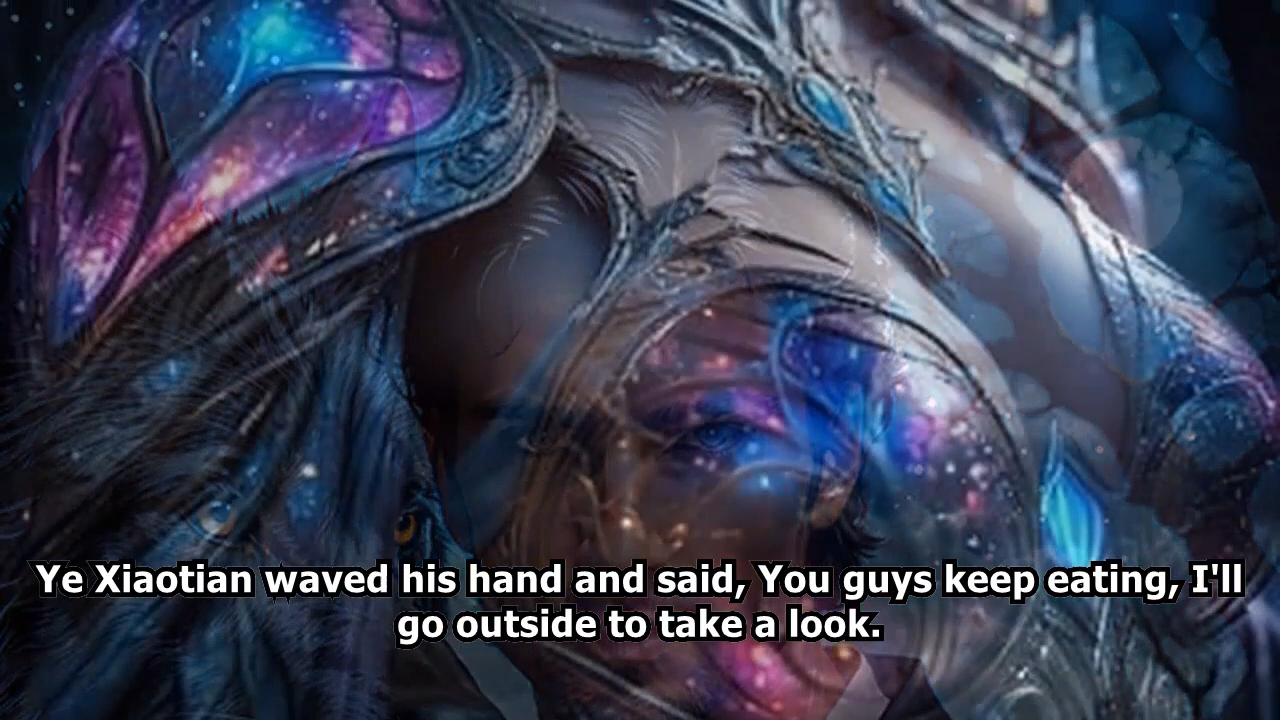 Ye Xiaotian waved his hand and said, You guys keep eating, I'll
go outside to take a look.